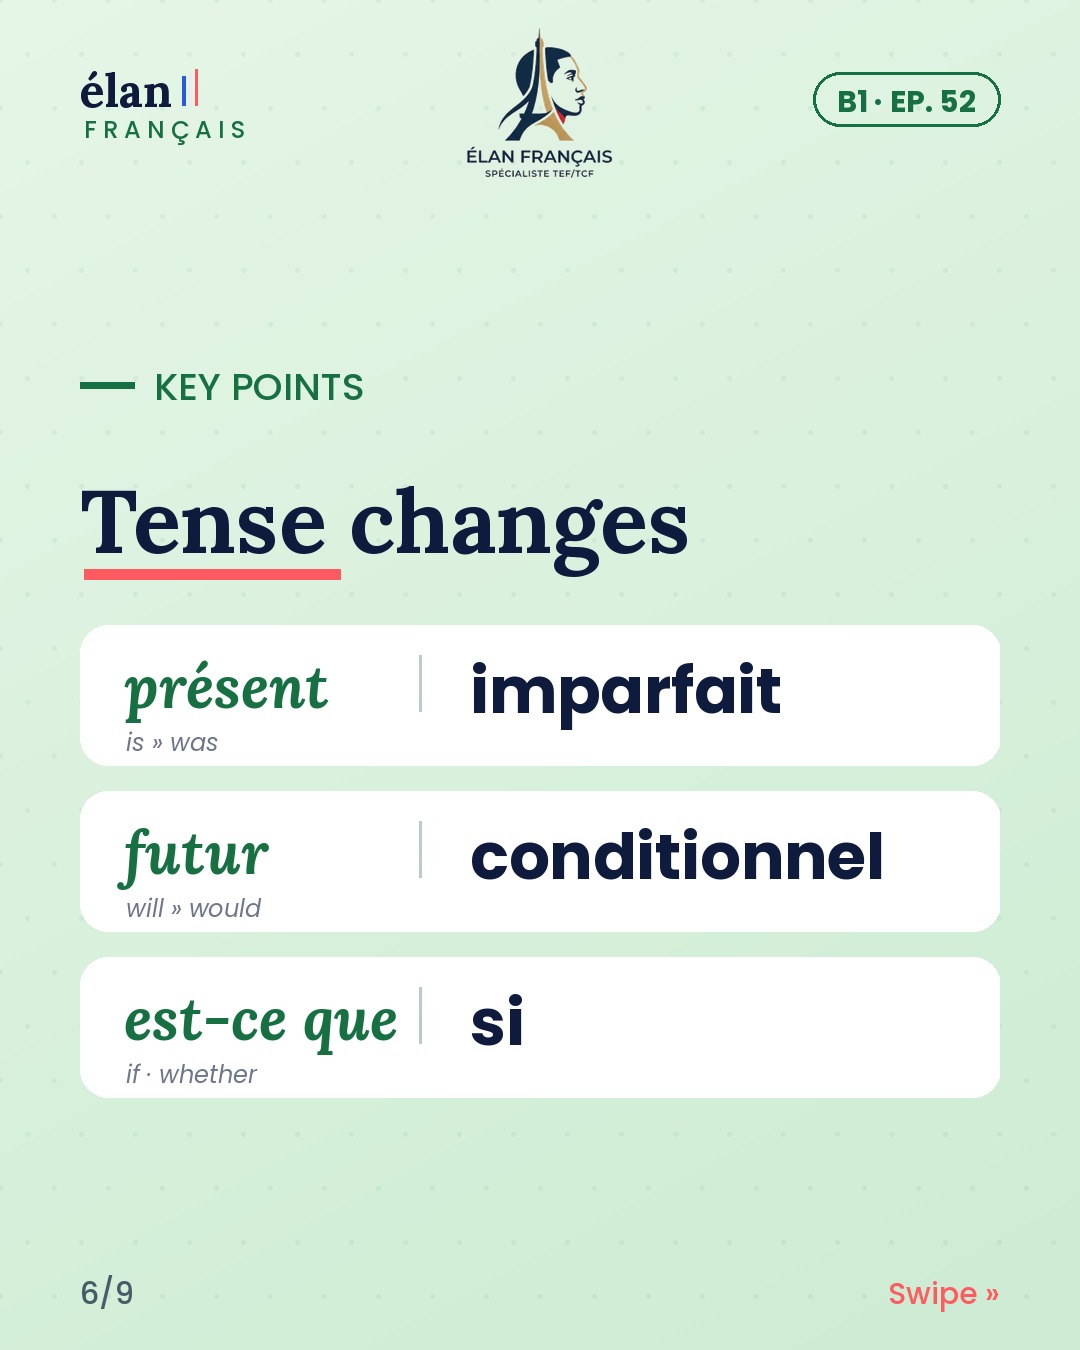 élan
FRANÇAIS
ÉLAN FRANÇAIS
SPÉCIALISTE TEF/TCF
B1 · EP. 52
KEY POINTS
Tense changes
présent
imparfait
is » was
futur
conditionnel
will » would
est-ce que
si
if · whether
6/9
Swipe »